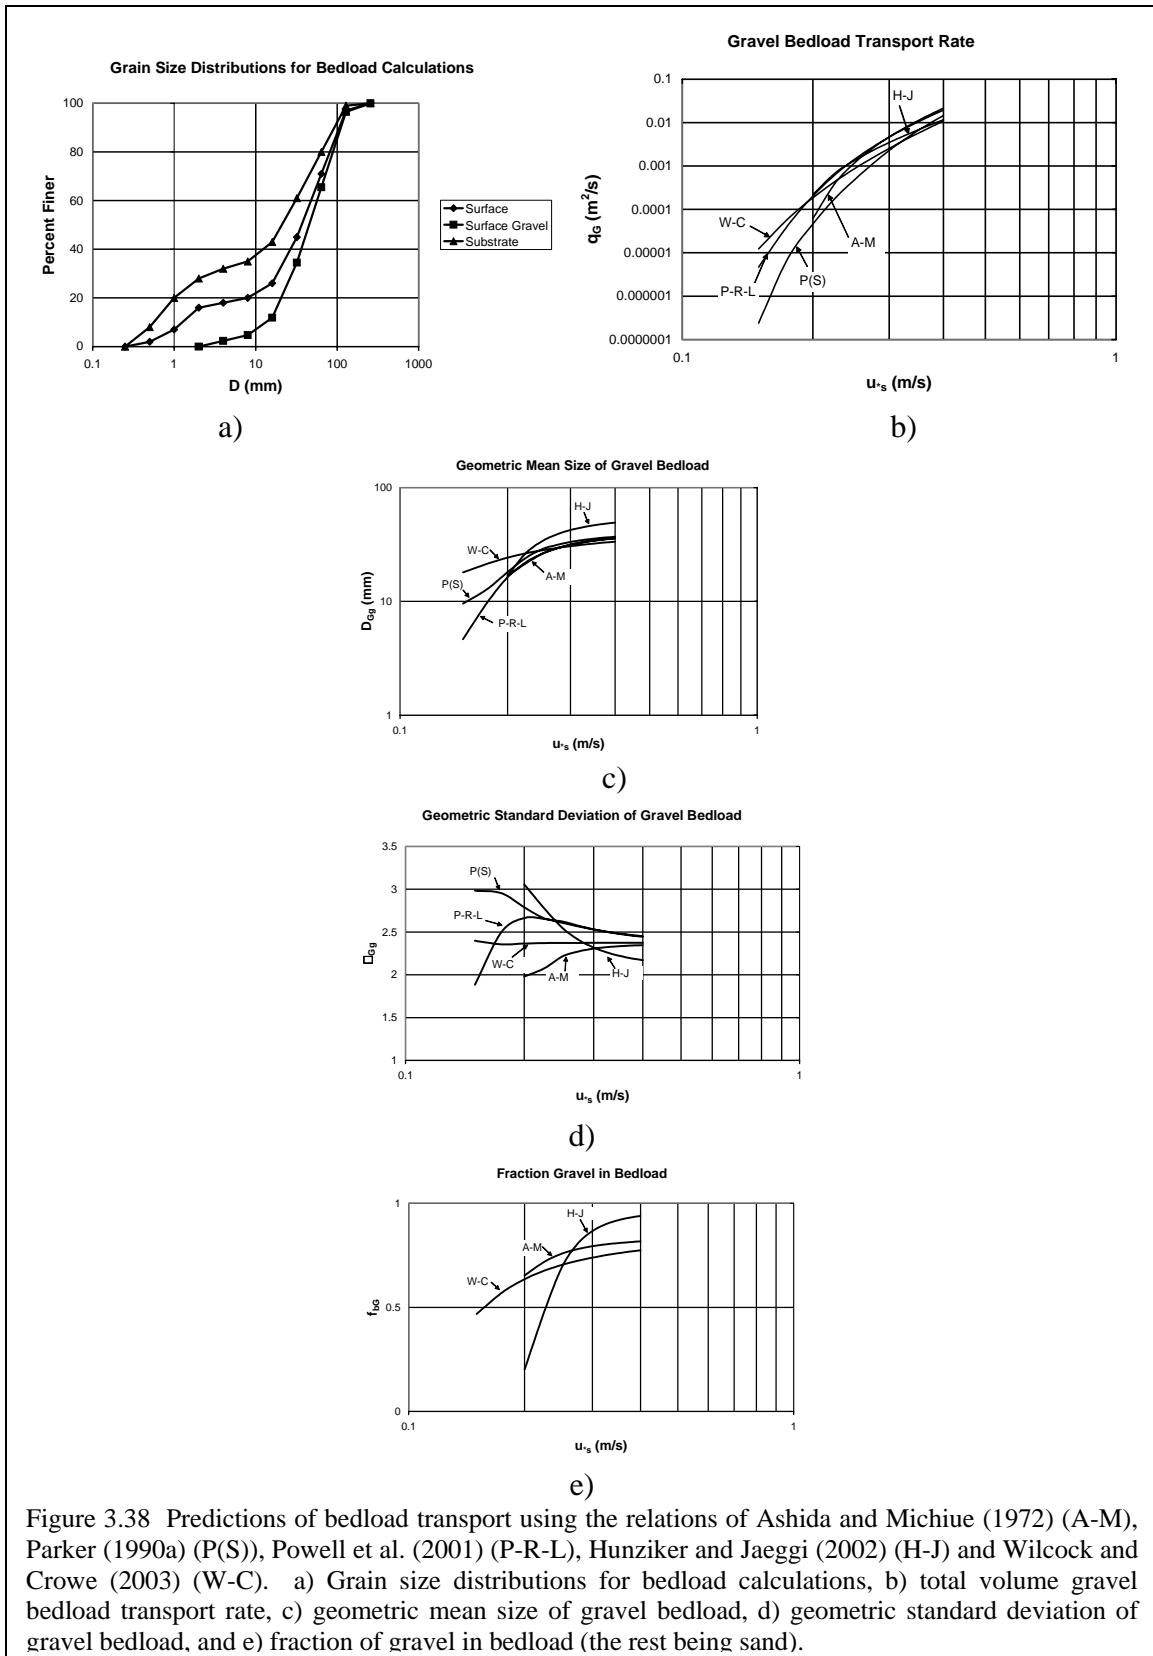 Grain Size Distributions for Bedload Calculations
Percent Finer
100
80
60
40
20
0
0.1 1 10 100 1000
D (mm)
Surface
Surface Gravel
Substrate
a)
Gravel Bedload Transport Rate
qG (m2/s)
0.1
0.01
0.001
0.0001
0.00001
0.000001
0.0000001
0.1 1
u*s (m/s)
H-J
W-C
A-M
P-R-L
P(S)
b)
Geometric Mean Size of Gravel Bedload
DGg (mm)
100
10
1
0.1 1
u*s (m/s)
H-J
W-C
A-M
P(S)
P-R-L
c)
Geometric Standard Deviation of Gravel Bedload
□Gg
3.5
3
2.5
2
1.5
1
0.1 1
u*s (m/s)
P(S)
P-R-L
W-C
A-M
H-J
d)
Fraction Gravel in Bedload
fbG
1
0.5
0
0.1 1
u*s (m/s)
H-J
A-M
W-C
e)
Figure 3.38 Predictions of bedload transport using the relations of Ashida and Michiue (1972) (A-M),
Parker (1990a) (P(S)), Powell et al. (2001) (P-R-L), Hunziker and Jaeggi (2002) (H-J) and Wilcock and
Crowe (2003) (W-C). a) Grain size distributions for bedload calculations, b) total volume gravel
bedload transport rate, c) geometric mean size of gravel bedload, d) geometric standard deviation of
gravel bedload, and e) fraction of gravel in bedload (the rest being sand).